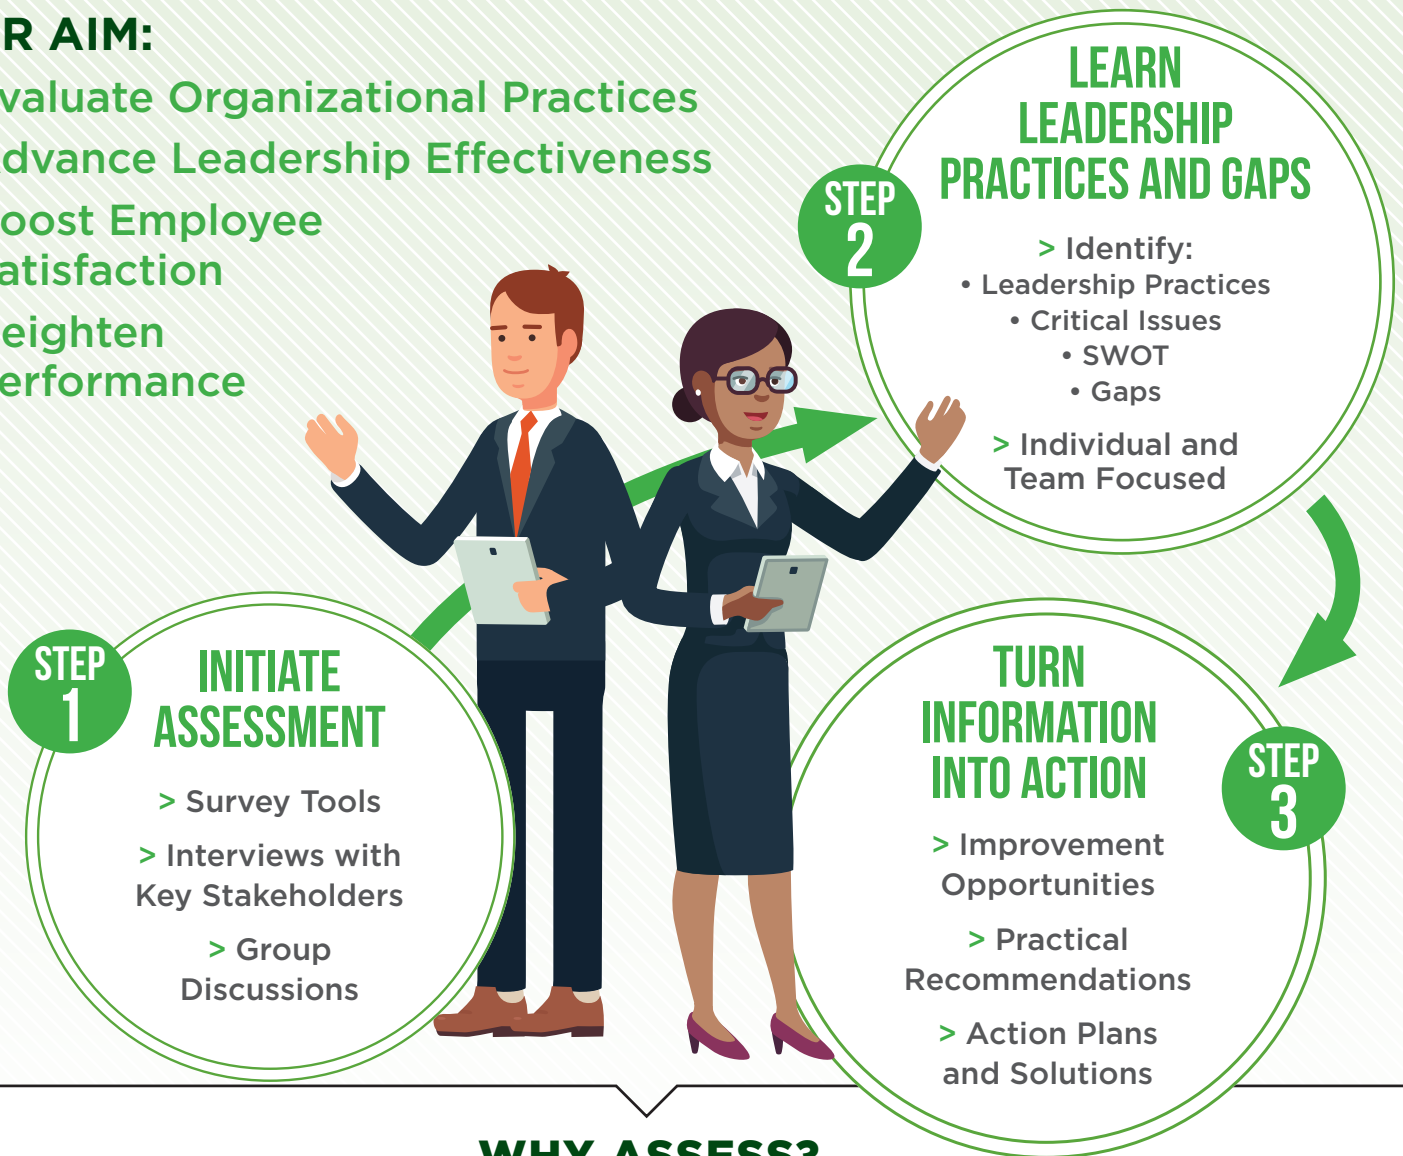 R AIM:
valuate Organizational Practices
dvance Leadership Effectiveness
oost Employee
atisfaction
eighten
erformance
STEP
1
INITIATE
ASSESSMENT
> Survey Tools
> Interviews with
Key Stakeholders
> Group
Discussions
STEP
2
LEARN
LEADERSHIP
PRACTICES AND GAPS
> Identify:
• Leadership Practices
• Critical Issues
• SWOT
• Gaps
> Individual and
Team Focused
STEP
3
TURN
INFORMATION
INTO ACTION
> Improvement
Opportunities
> Practical
Recommendations
> Action Plans
and Solutions
WHY ASSESS?